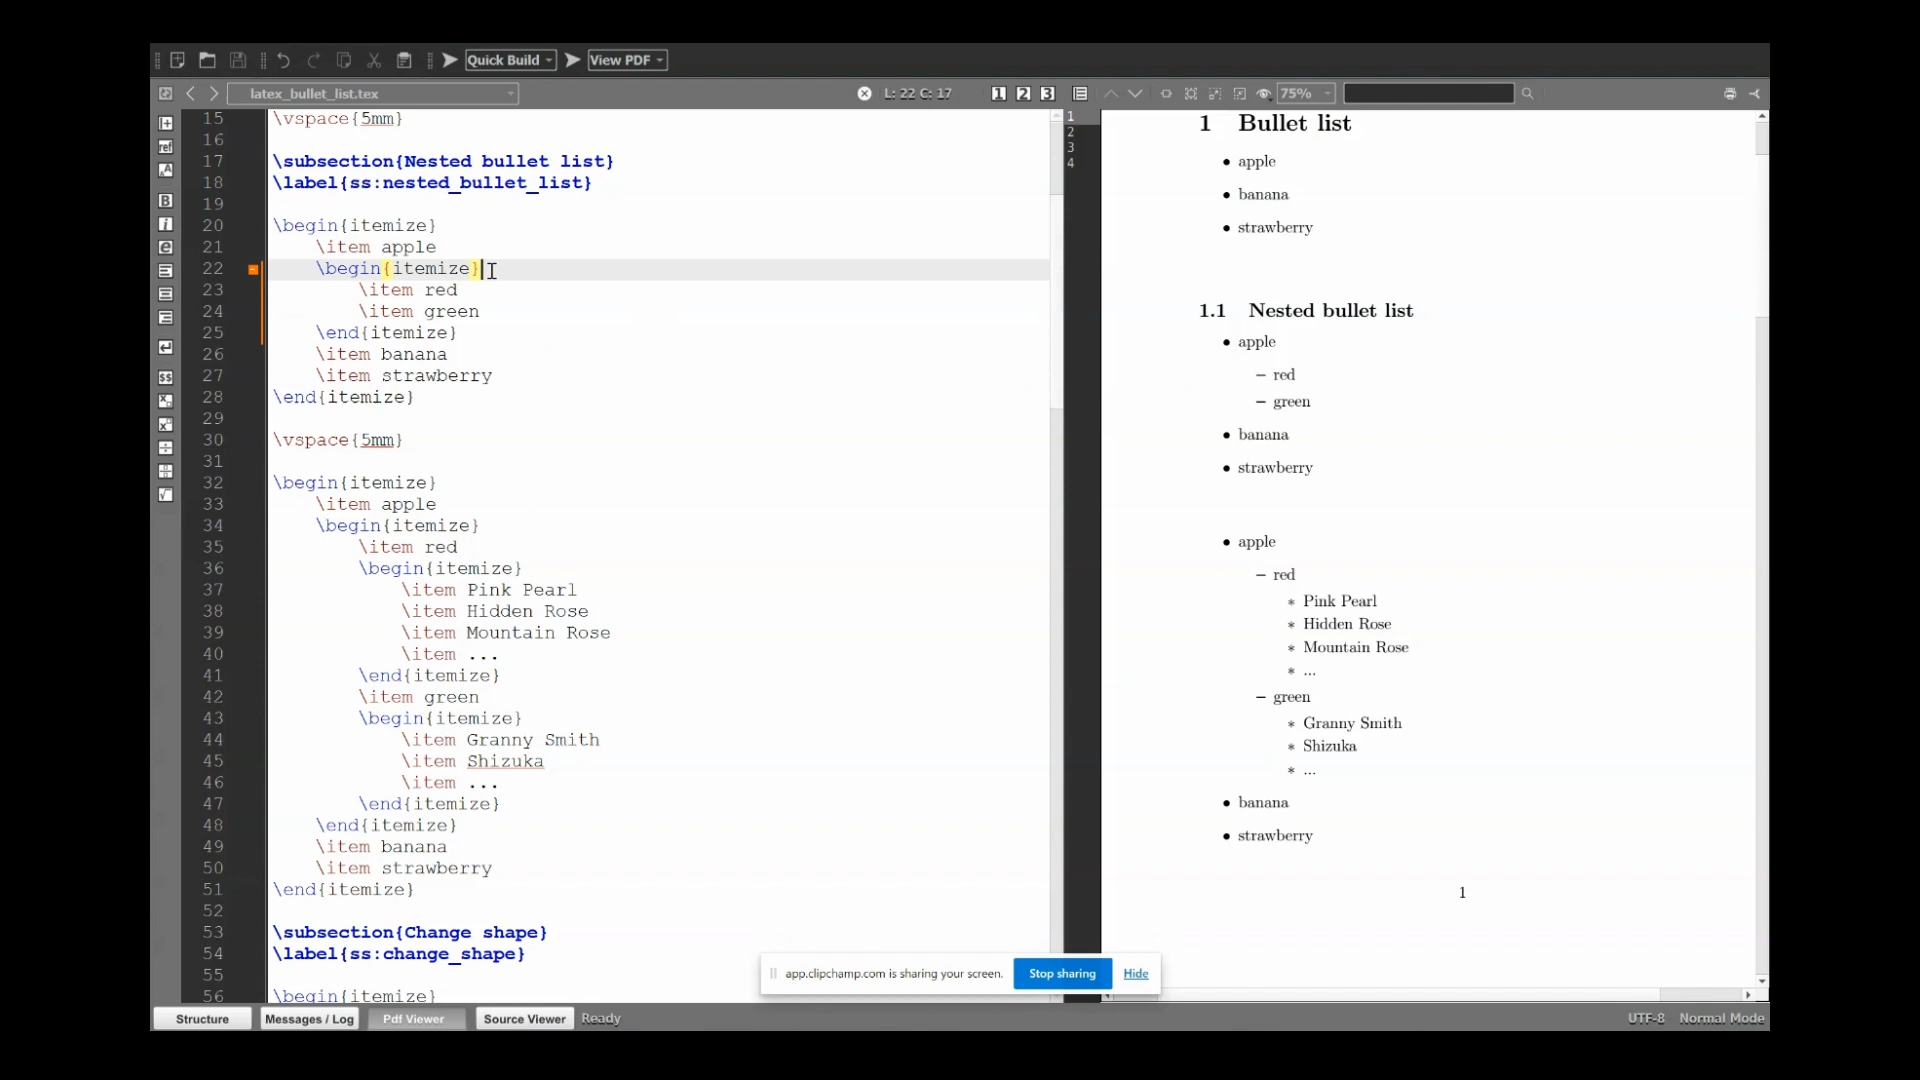 Quick Build View PDF
latex_bullet_list.tex L: 22 C: 17 1 2 3 75%
15 \vspace{5mm}
16
17 \subsection{Nested bullet list}
18 \label{ss:nested_bullet_list}
19
20 \begin{itemize}
21 \item apple
22 \begin{itemize}
23 \item red
24 \item green
25 \end{itemize}
26 \item banana
27 \item strawberry
28 \end{itemize}
29
30 \vspace{5mm}
31
32 \begin{itemize}
33 \item apple
34 \begin{itemize}
35 \item red
36 \begin{itemize}
37 \item Pink Pearl
38 \item Hidden Rose
39 \item Mountain Rose
40 \item ...
41 \end{itemize}
42 \item green
43 \begin{itemize}
44 \item Granny Smith
45 \item Shizuka
46 \item ...
47 \end{itemize}
48 \end{itemize}
49 \item banana
50 \item strawberry
51 \end{itemize}
52
53 \subsection{Change shape}
54 \label{ss:change_shape}
55
56 \begin{itemize}
1
2
3
4
1 Bullet list
• apple
• banana
• strawberry
1.1 Nested bullet list
• apple
– red
– green
• banana
• strawberry
• apple
– red
* Pink Pearl
* Hidden Rose
* Mountain Rose
* ...
– green
* Granny Smith
* Shizuka
* ...
• banana
• strawberry
1
app.clipchamp.com is sharing your screen. Stop sharing Hide
Structure Messages / Log Pdf Viewer Source Viewer Ready UTF-8 Normal Mode